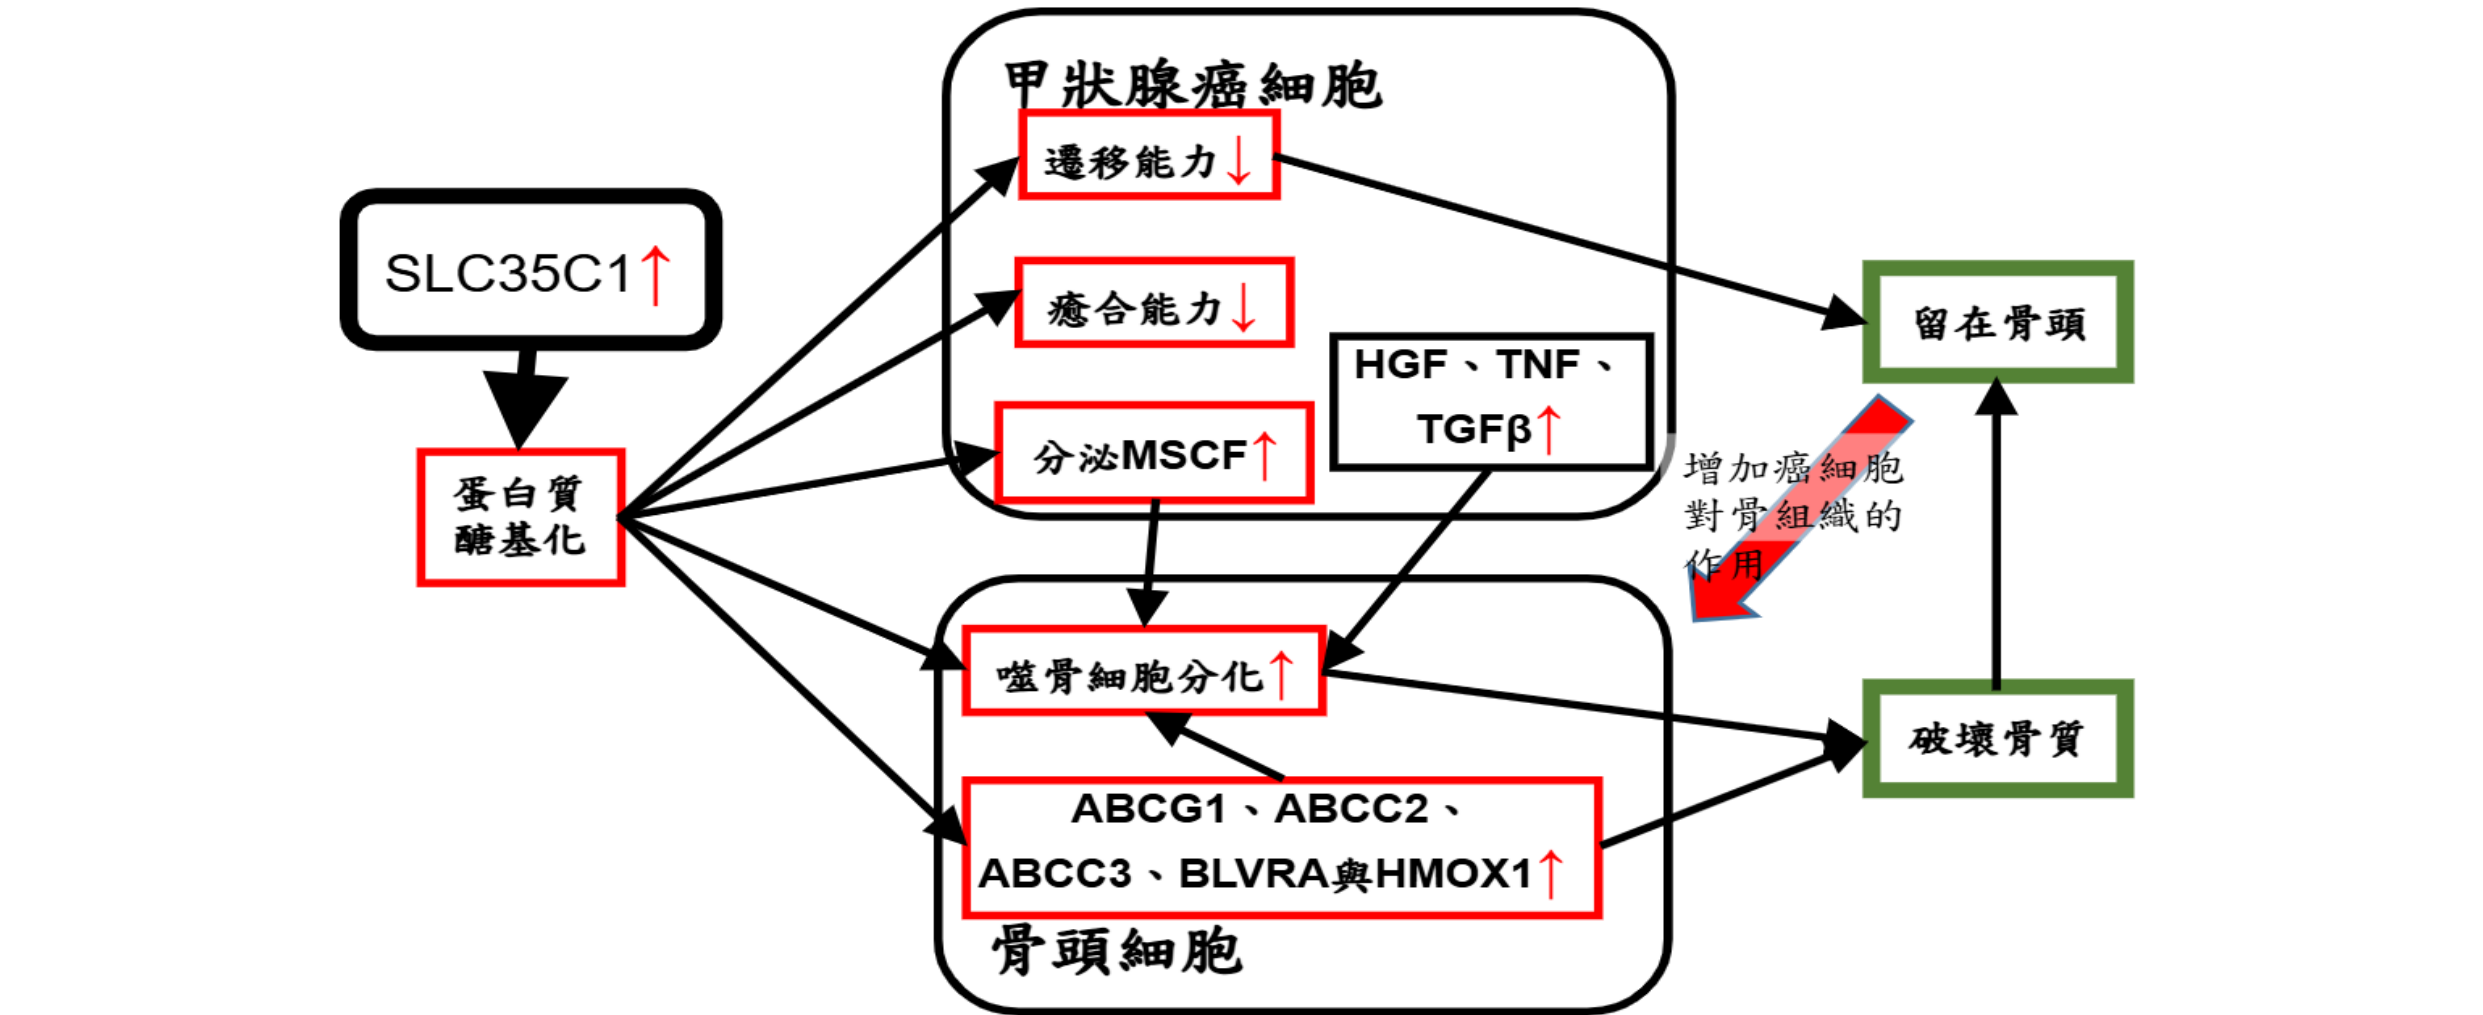 甲狀腺癌細胞
遷移能力↓
SLC35C1↑
癒合能力↓
留在骨頭
HGF、TNF、
TGFβ↑
分泌MSCF↑
增加癌細胞
對骨組織的
作用
蛋白質
醣基化
噬骨細胞分化↑
破壞骨質
ABCG1、ABCC2、
ABCC3、BLVRA與HMOX1↑
骨頭細胞